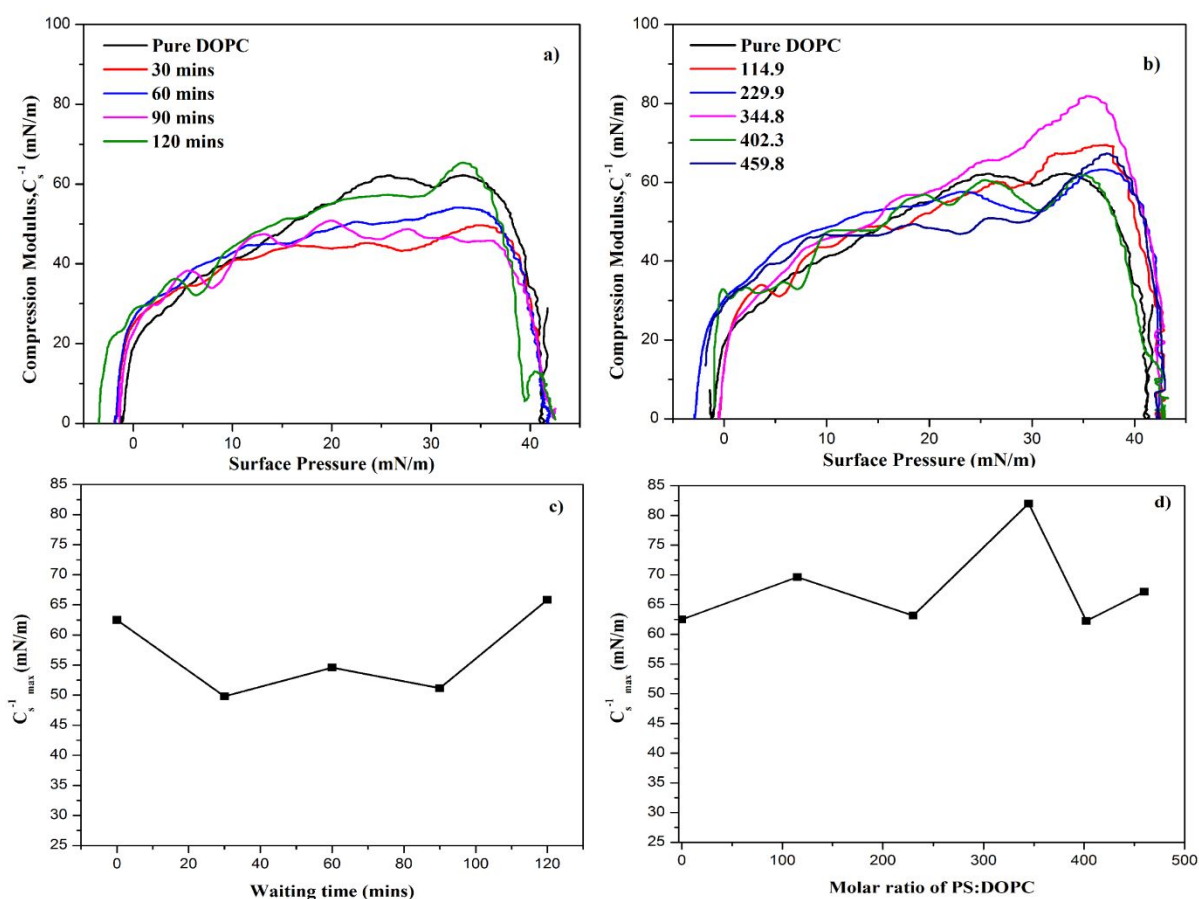 a)
Pure DOPC
30 mins
60 mins
90 mins
120 mins
100
80
60
40
20
0
Compression Modulus,C_s^-1 (mN/m)
0 10 20 30 40
Surface Pressure (mN/m)
b)
Pure DOPC
114.9
229.9
344.8
402.3
459.8
100
80
60
40
20
0
Compression Modulus,C_s^-1 (mN/m)
0 10 20 30 40
Surface Pressure (mN/m)
c)
85
80
75
70
65
60
55
50
45
40
35
30
25
C_s^-1 max (mN/m)
0 20 40 60 80 100 120
Waiting time (mins)
d)
85
80
75
70
65
60
55
50
45
40
35
30
25
C_s^-1 max (mN/m)
0 100 200 300 400 500
Molar ratio of PS:DOPC